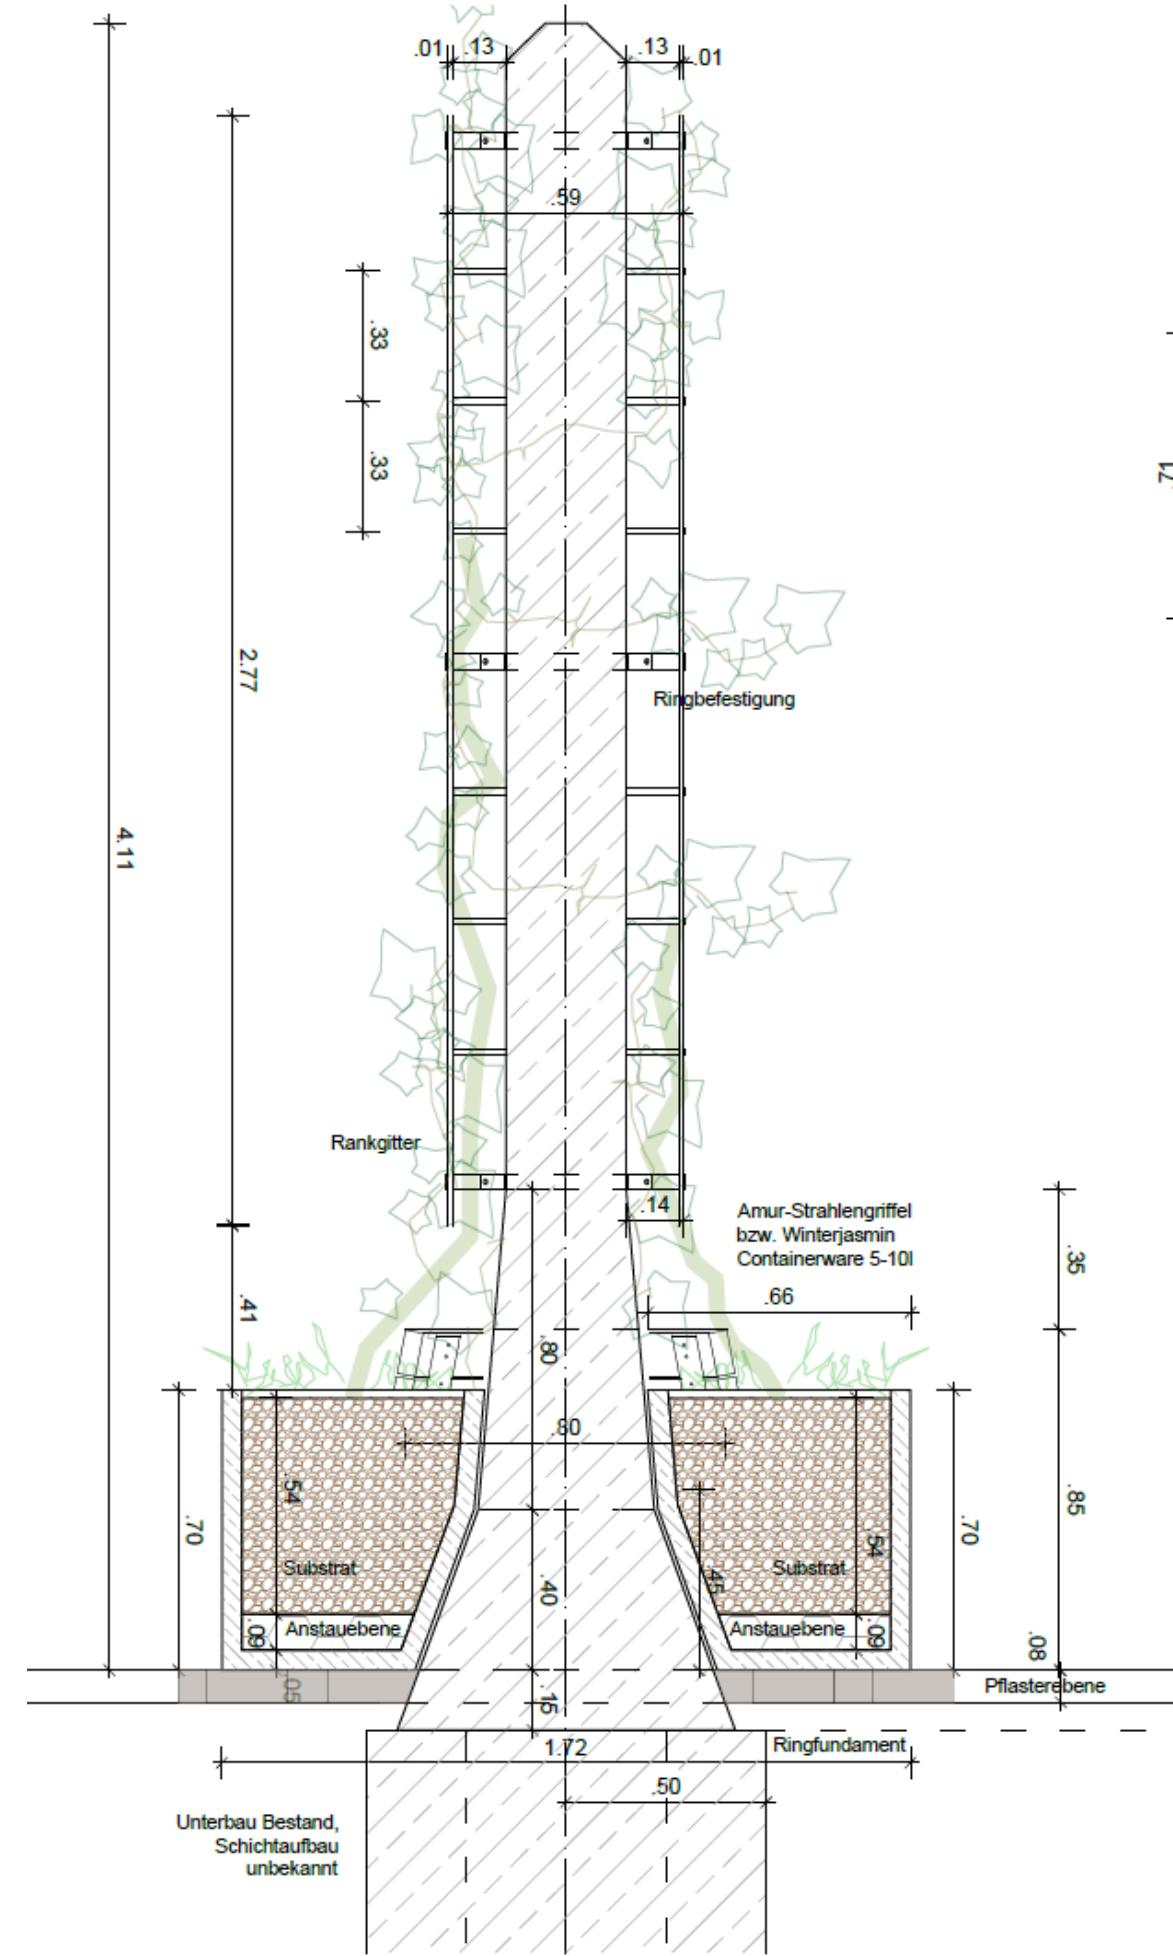 .01
.13
.13
.01
.59
.33
.33
2.77
4.11
.71
Ringbefestigung
Rankgitter
.14
Amur-Strahlengriffel
bzw. Winterjasmin
Containerware 5-10l
.35
.66
.41
.80
.80
.54
.70
.85
.70
.54
.45
.40
Substrat
Substrat
Anstauebene
Anstauebene
.09
.09
.08
.05
.15
Pflasterebene
1.72
Ringfundament
.50
Unterbau Bestand,
Schichtaufbau
unbekannt